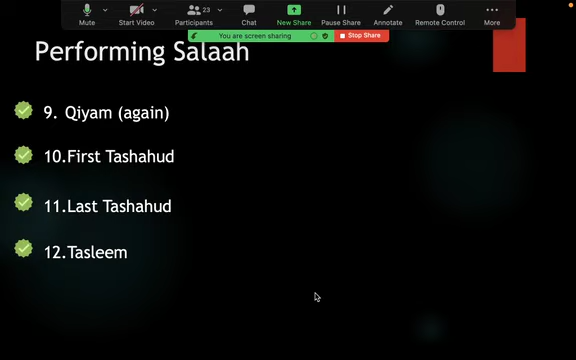 Mute
Start Video
Participants
23
Chat
New Share
Pause Share
Annotate
Remote Control
More
You are screen sharing
Stop Share
Performing Salaah
9. Qiyam (again)
10.First Tashahud
11.Last Tashahud
12.Tasleem